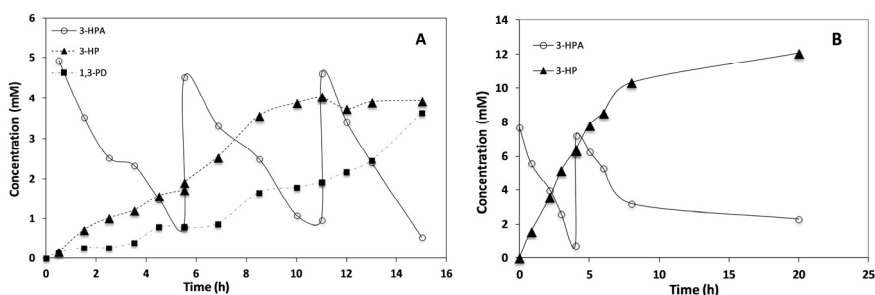 A
3-HPA
3-HP
1,3-PD
Concentration (mM)
6
5
4
3
2
1
0
0 2 4 6 8 10 12 14 16
Time (h)
B
3-HPA
3-HP
Concentration (mM)
14
12
10
8
6
4
2
0
0 5 10 15 20 25
Time (h)